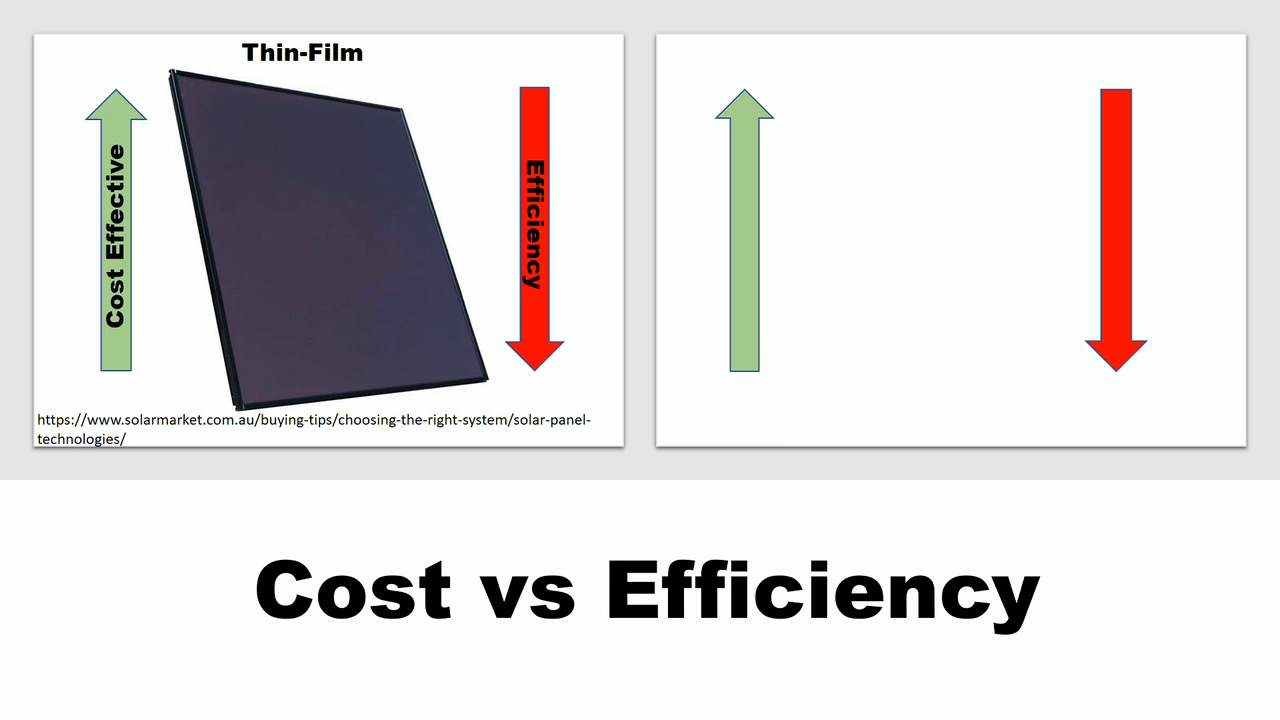 Thin-Film
Cost Effective
Efficiency
https://www.solarmarket.com.au/buying-tips/choosing-the-right-system/solar-panel-
technologies/
Cost vs Efficiency